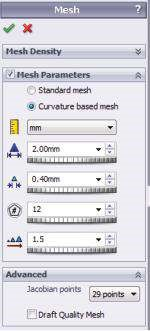 Mesh ?
Mesh Density
Mesh Parameters
Standard mesh
Curvature based mesh
mm
2.00mm
0.40mm
12
1.5
Advanced
Jacobian points 29 points
Draft Quality Mesh